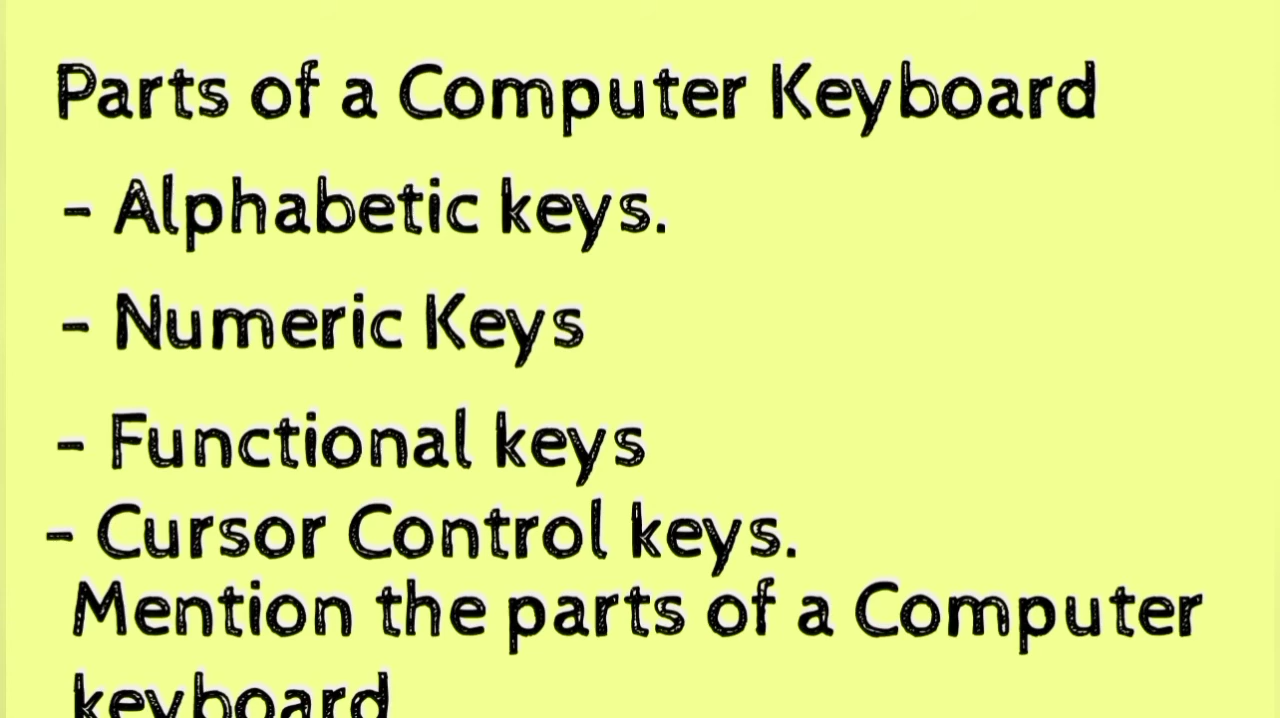 Parts of a Computer Keyboard
- Alphabetic keys.
- Numeric Keys
- Functional keys
- Cursor Control keys.
Mention the parts of a Computer
keyboard